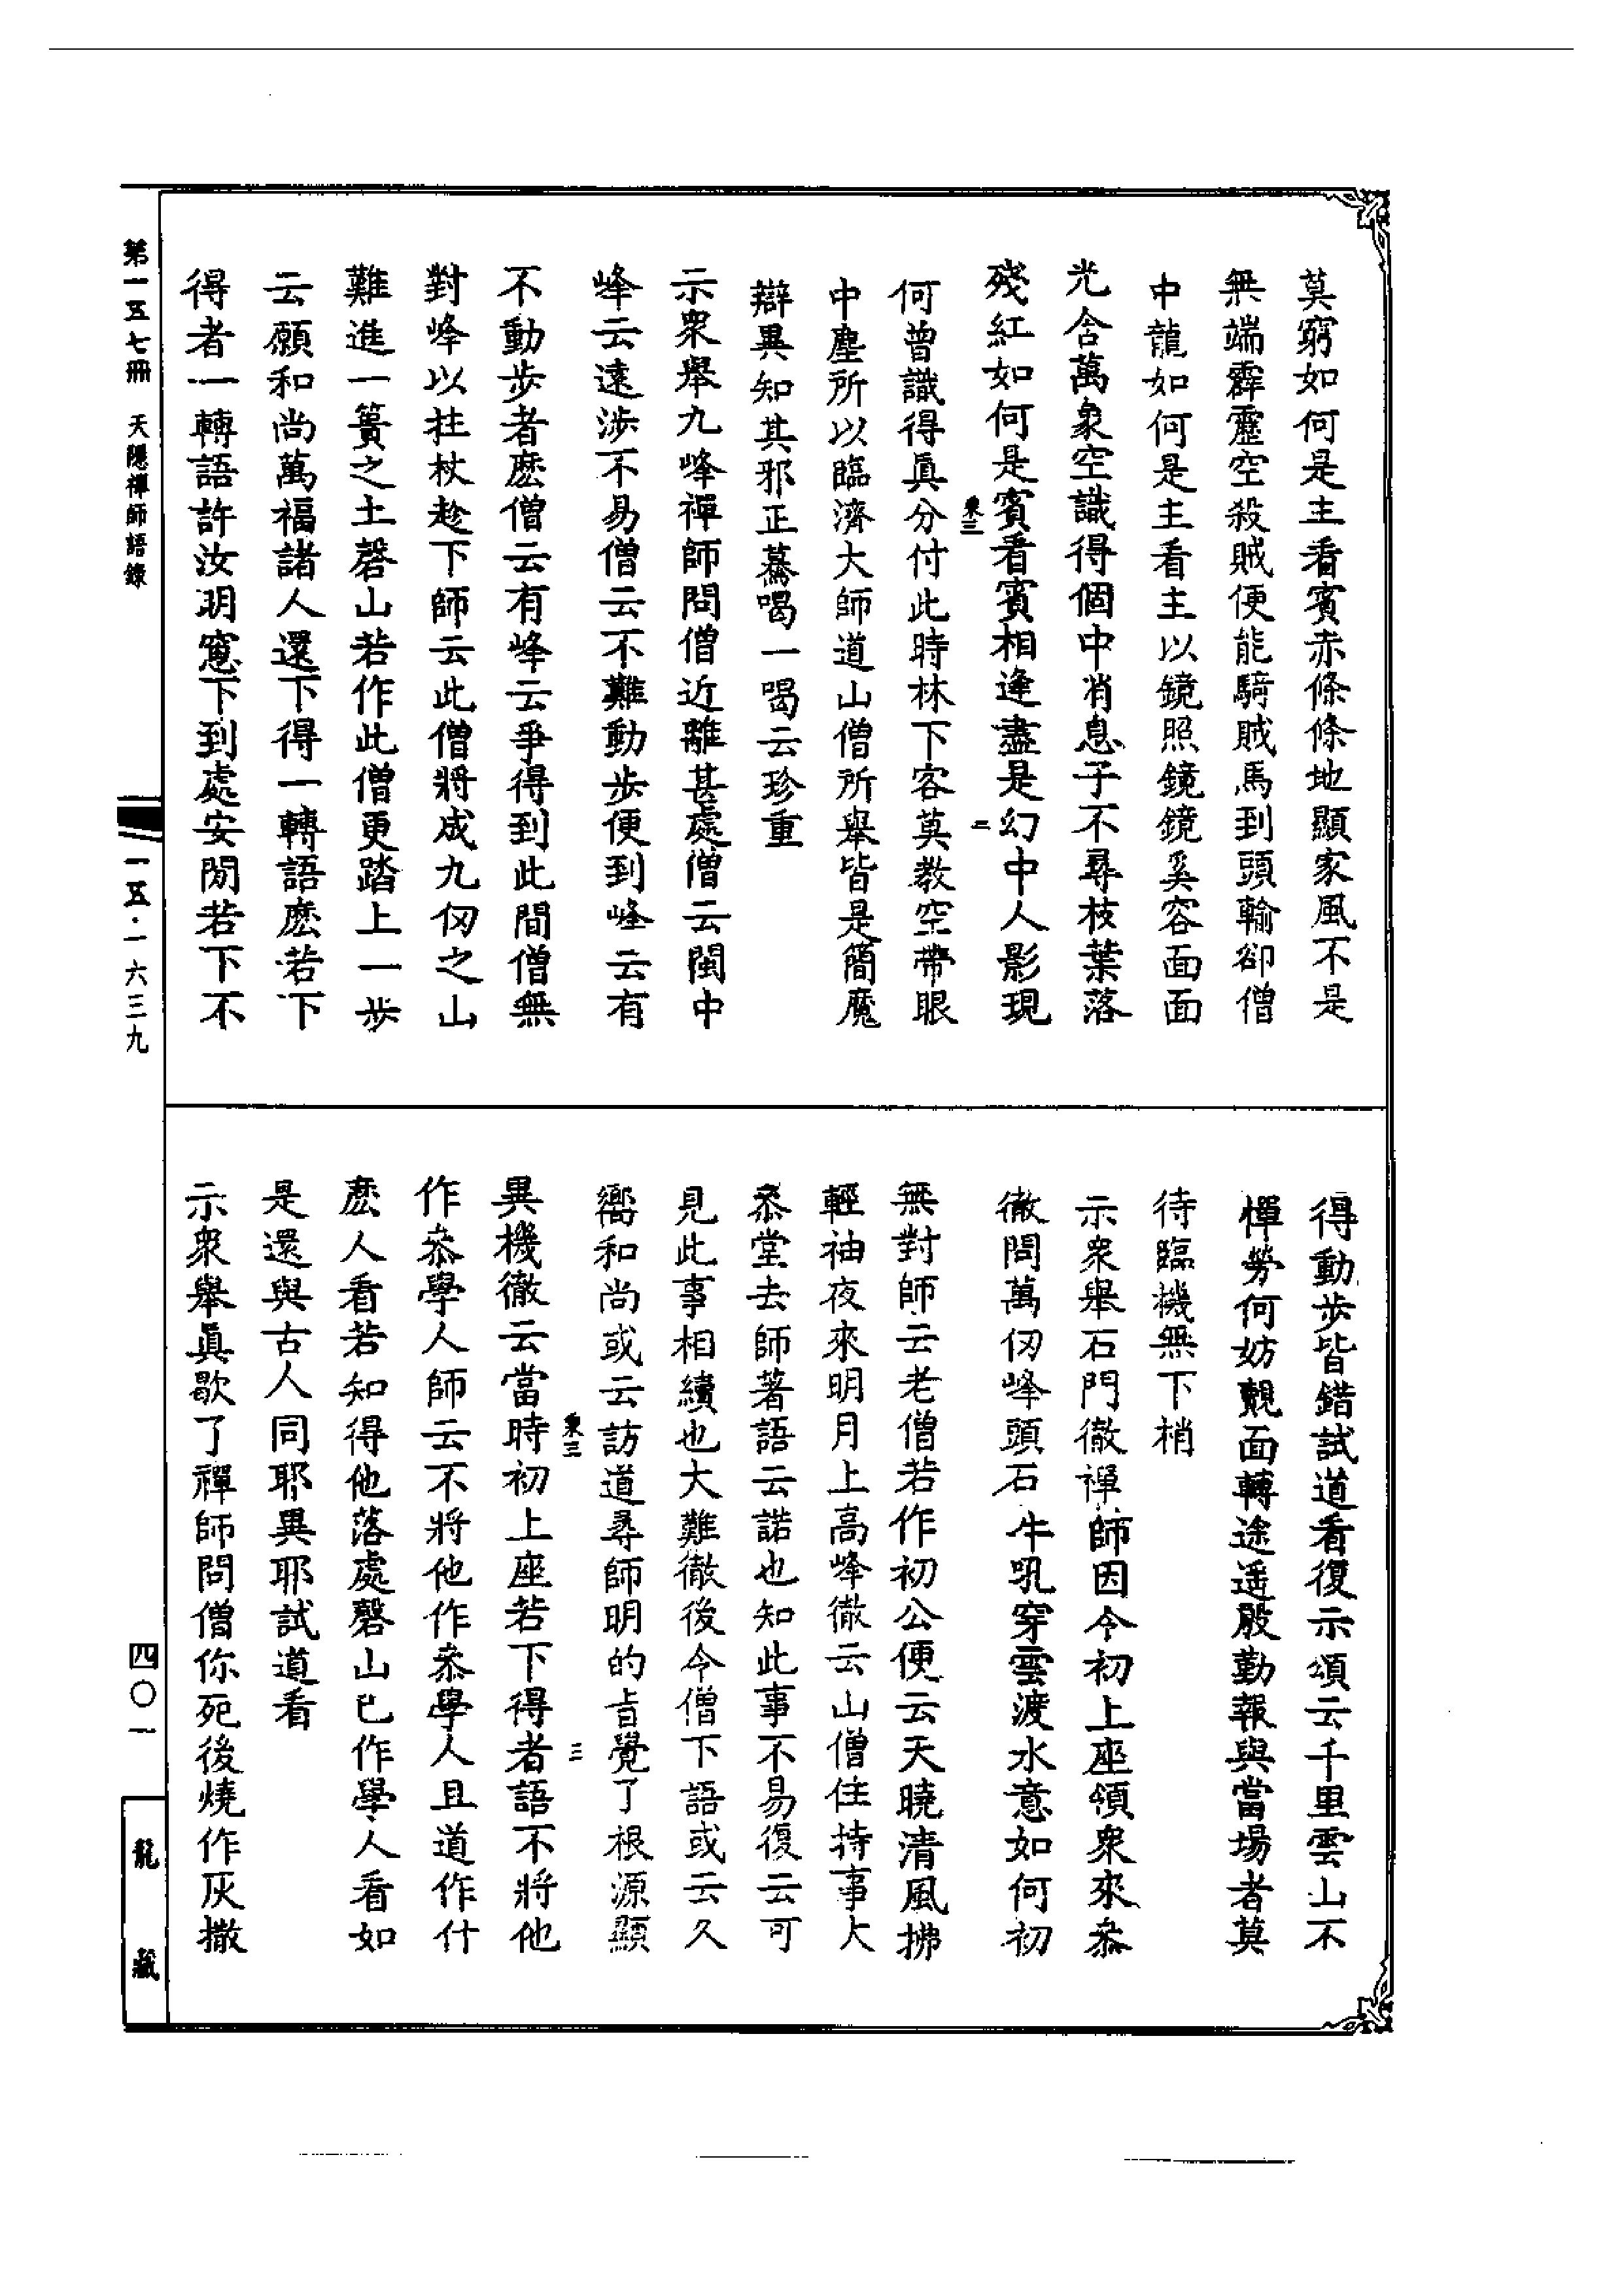 莫窮如何是主看賓赤條條地顯家風不是
無端霹靂空殺賊便能騎賊馬到頭輸卻僧
中龍如何是主看主以鏡照鏡鏡奚容面面
光含萬象空識得個中肖息子不尋枝葉落
殘紅如何是賓看賓相逢盡是幻中人影現
東三
二
何曾識得真分付此時林下客莫教空帶眼
中塵所以臨濟大師道山僧所舉皆是簡魔
辯異知其邪正驀喝一喝云珍重
示眾舉九峰禪師問僧近離甚處僧云閩中
峰云遠涉不易僧云不難動步便到峰云有
不動步者麽僧云有峰云爭得到此間僧無
對峰以拄杖趁下師云此僧將成九仞之山
難進一簣之土磬山若作此僧更踏上一步
云願和尚萬福諸人還下得一轉語麽若下
得者一轉語許汝明窻下到處安閒若下不
得動步皆錯試道看復示頌云千里雲山不
憚勞何妨覿面轉途遥殷勤報與當場者莫
待臨機無下梢
示眾舉石門徹禪師因今初上座領眾來叅
徹問萬仞峰頭石牛吼穿雲渡水意如何初
無對師云老僧若作初公便云天曉清風拂
輕袖夜來明月上高峰徹云山僧住持事大
叅堂去師著語云諾也知此事不易復云可
見此事相續也大難徹後令僧下語或云久
嚮和尚或云訪道尋師明的旨覺了根源顯
東三
三
異機徹云當時初上座若下得者語不將他
作叅學人師云不將他作叅學人且道作什
麽人看若知得他落處磬山已作學人看如
是還與古人同耶異耶試道看
示眾舉真歇了禪師問僧你死後燒作灰撒
第一五七冊 天隱禪師語錄
一五·一六三九
四〇一
龍藏